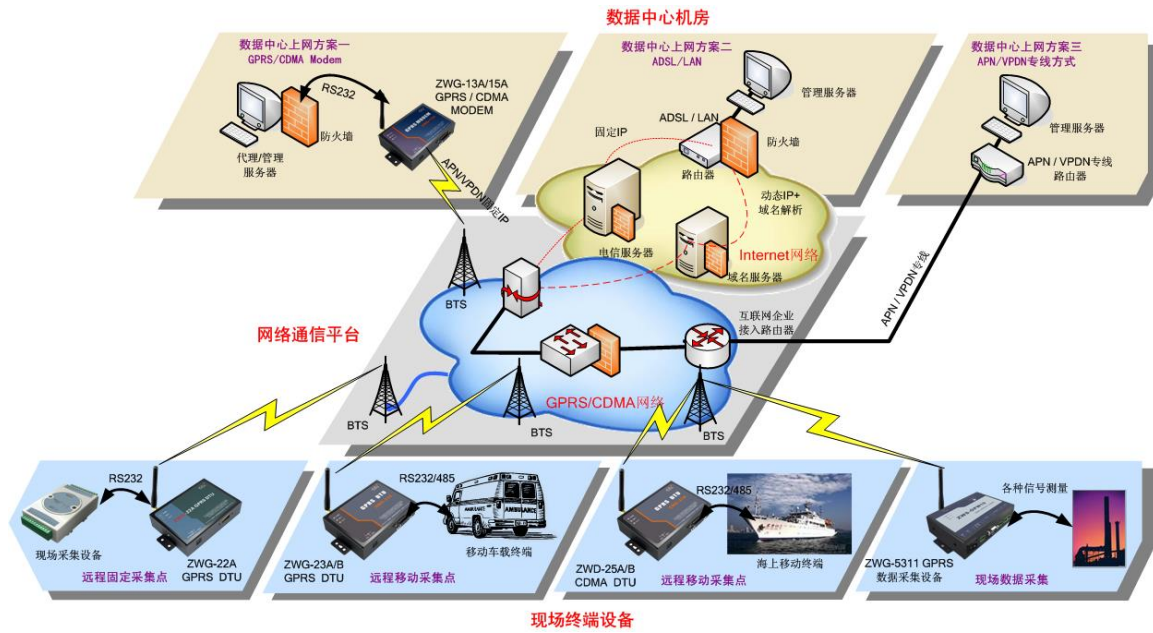 数据中心机房
数据中心上网方案一
GPRS/CDMA Modem
RS232
ZWG-13A/15A
GPRS / CDMA
MODEM
防火墙
代理/管理
服务器
APN/VPDN固定IP
数据中心上网方案二
ADSL/LAN
管理服务器
ADSL / LAN
固定IP
防火墙
路由器
动态IP+
域名解析
电信服务器
Internet网络
域名服务器
数据中心上网方案三
APN/VPDN专线方式
管理服务器
APN / VPDN专线
路由器
APN / VPDN专线
网络通信平台
BTS
互联网企业
接入路由器
GPRS/CDMA网络
BTS
BTS
BTS
RS232
现场采集设备
ZWG-22A
GPRS DTU
远程固定采集点
RS232/485
AMBULANCE
移动车载终端
ZWG-23A/B
GPRS DTU
远程移动采集点
RS232/485
海上移动终端
ZWD-25A/B
CDMA DTU
远程移动采集点
各种信号测量
ZWG-5311 GPRS
数据采集设备
现场数据采集
现场终端设备